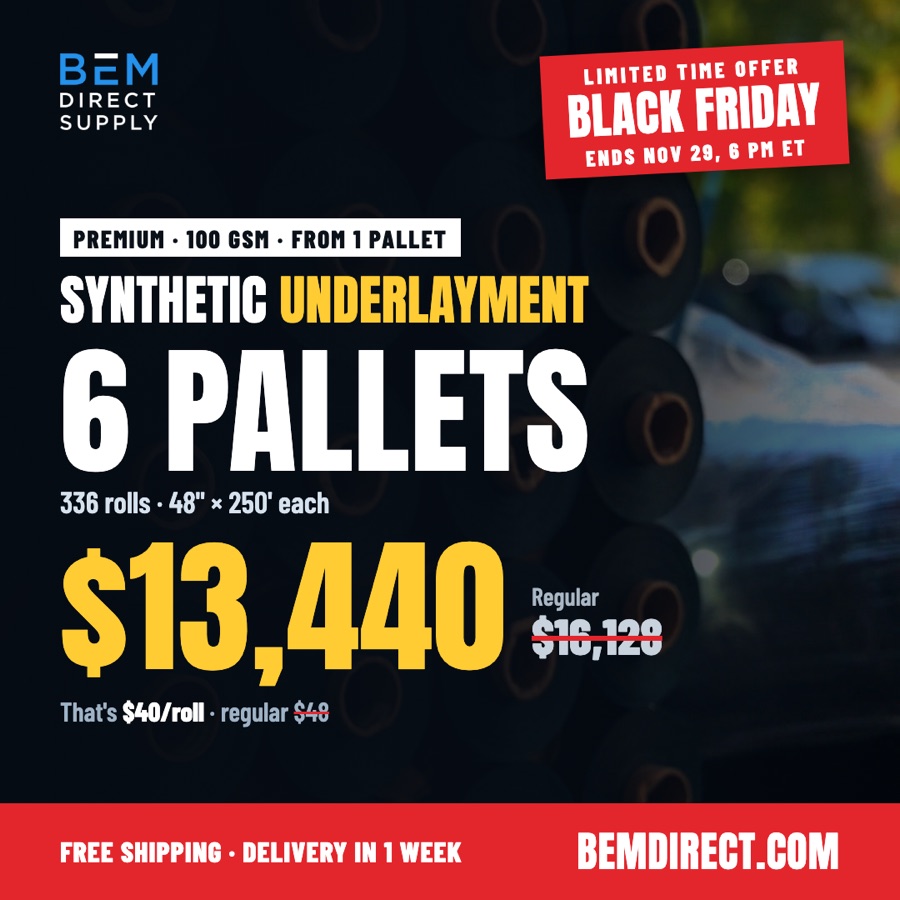 BEM
DIRECT
SUPPLY
LIMITED TIME OFFER
BLACK FRIDAY
ENDS NOV 29, 6 PM ET
PREMIUM · 100 GSM · FROM 1 PALLET
SYNTHETIC UNDERLAYMENT
6 PALLETS
336 rolls · 48" × 250' each
$13,440
Regular
$16,128
That's $40/roll · regular $48
FREE SHIPPING · DELIVERY IN 1 WEEK
BEMDIRECT.COM